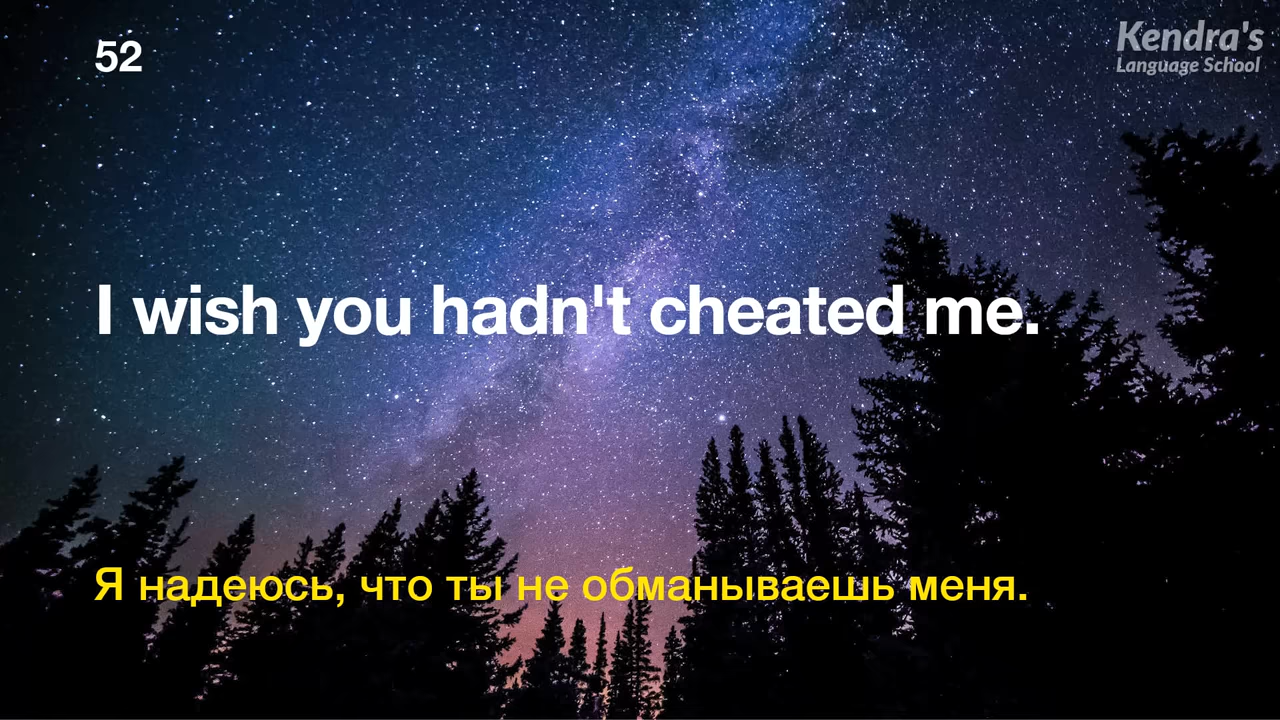 52
Kendra's
Language School
I wish you hadn't cheated me.
Я надеюсь, что ты не обманываешь меня.